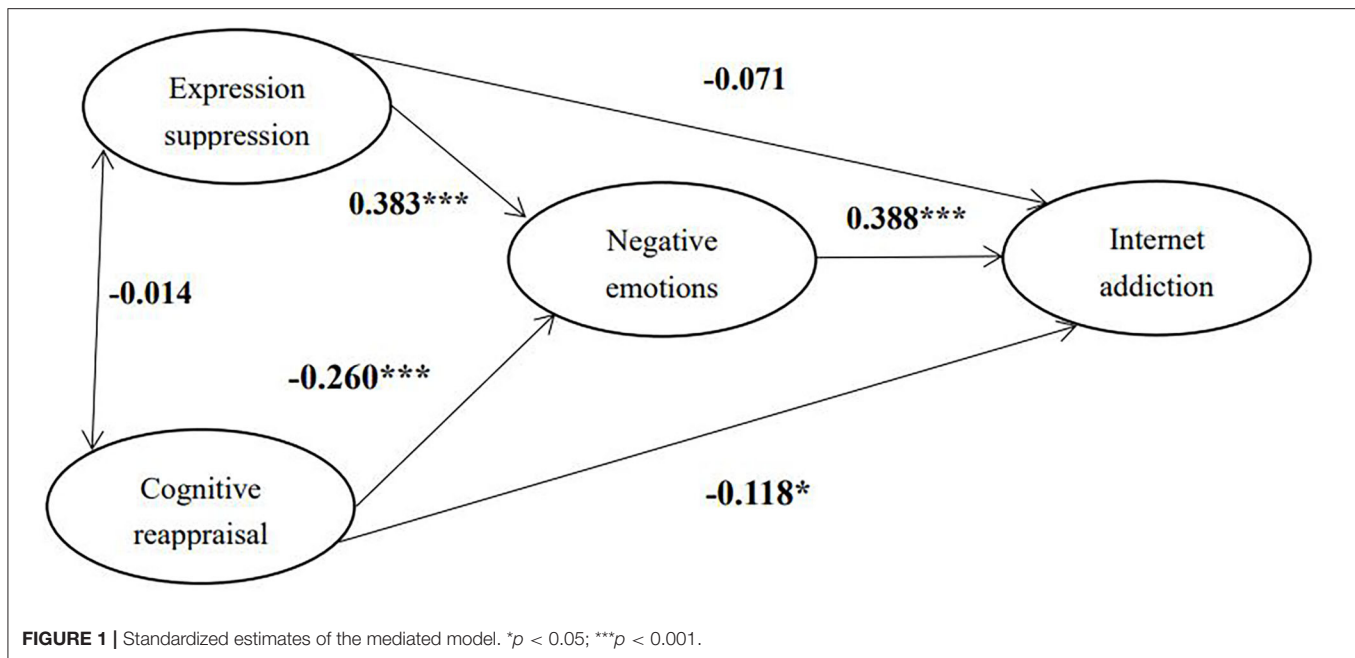 Expression
suppression
-0.071
0.383***
0.388***
Negative
emotions
Internet
addiction
-0.014
-0.260***
-0.118*
Cognitive
reappraisal
FIGURE 1 | Standardized estimates of the mediated model. *p < 0.05; ***p < 0.001.